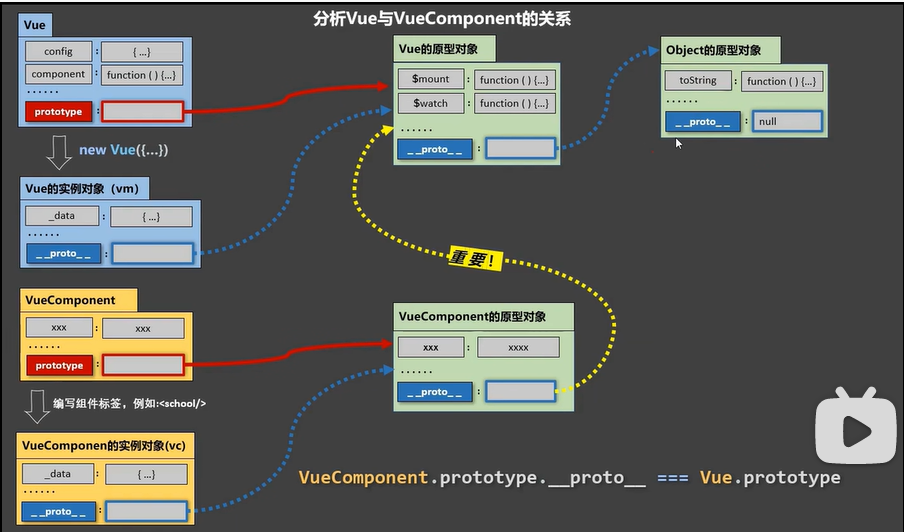 分析Vue与VueComponent的关系
Vue
config : { ...}
component : function ( ) {...}
......
prototype :
new Vue({...})
Vue的实例对象（vm）
_data : { ...}
......
__proto__ :
VueComponent
xxx : xxx
......
prototype :
编写组件标签，例如:<school/>
VueComponen的实例对象(vc)
_data : { ...}
......
__proto__ :
Vue的原型对象
$mount : function ( ) {...}
$watch : function ( ) {...}
......
__proto__ :
Object的原型对象
toString : function ( ) {...}
......
__proto__ : null
重要！
VueComponent的原型对象
xxx : xxxx
......
__proto__ :
VueComponent.prototype.__proto__ === Vue.prototype